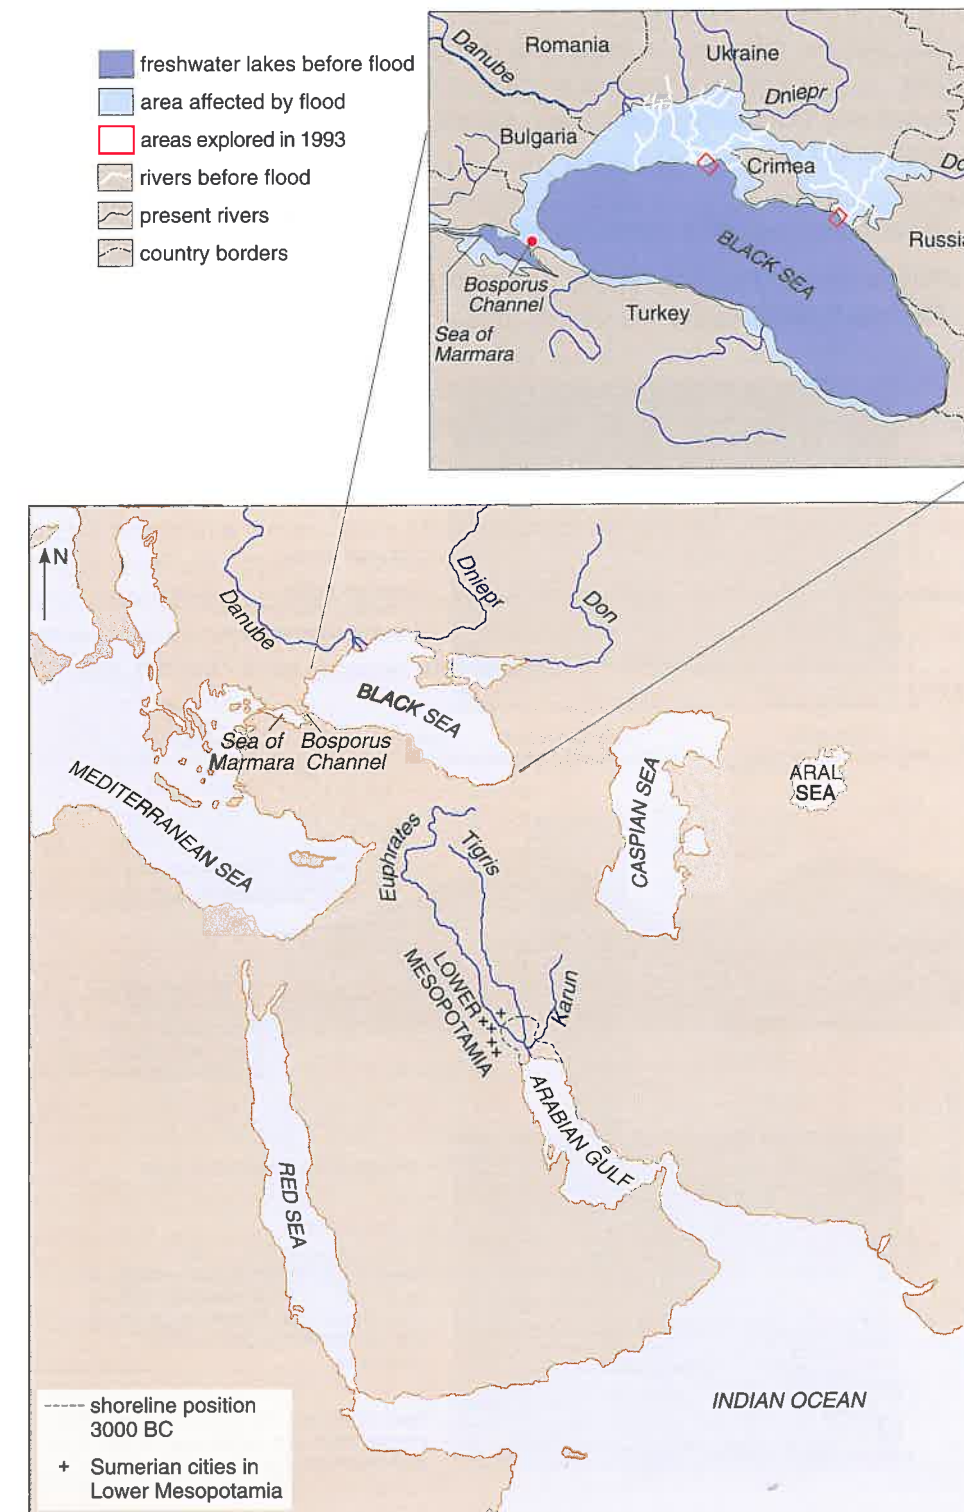 freshwater lakes before flood
area affected by flood
areas explored in 1993
rivers before flood
present rivers
country borders
Romania
Ukraine
Danube
Dniepr
Bulgaria
Crimea
Do
Russia
BLACK SEA
Bosporus
Channel
Turkey
Sea of
Marmara
N
Danube
Dniepr
Don
BLACK SEA
Sea of
Marmara
Bosporus
Channel
MEDITERRANEAN SEA
CASPIAN SEA
ARAL
SEA
Euphrates
Tigris
LOWER
MESOPOTAMIA
Karun
ARABIAN GULF
RED SEA
INDIAN OCEAN
shoreline position
3000 BC
+ Sumerian cities in
Lower Mesopotamia